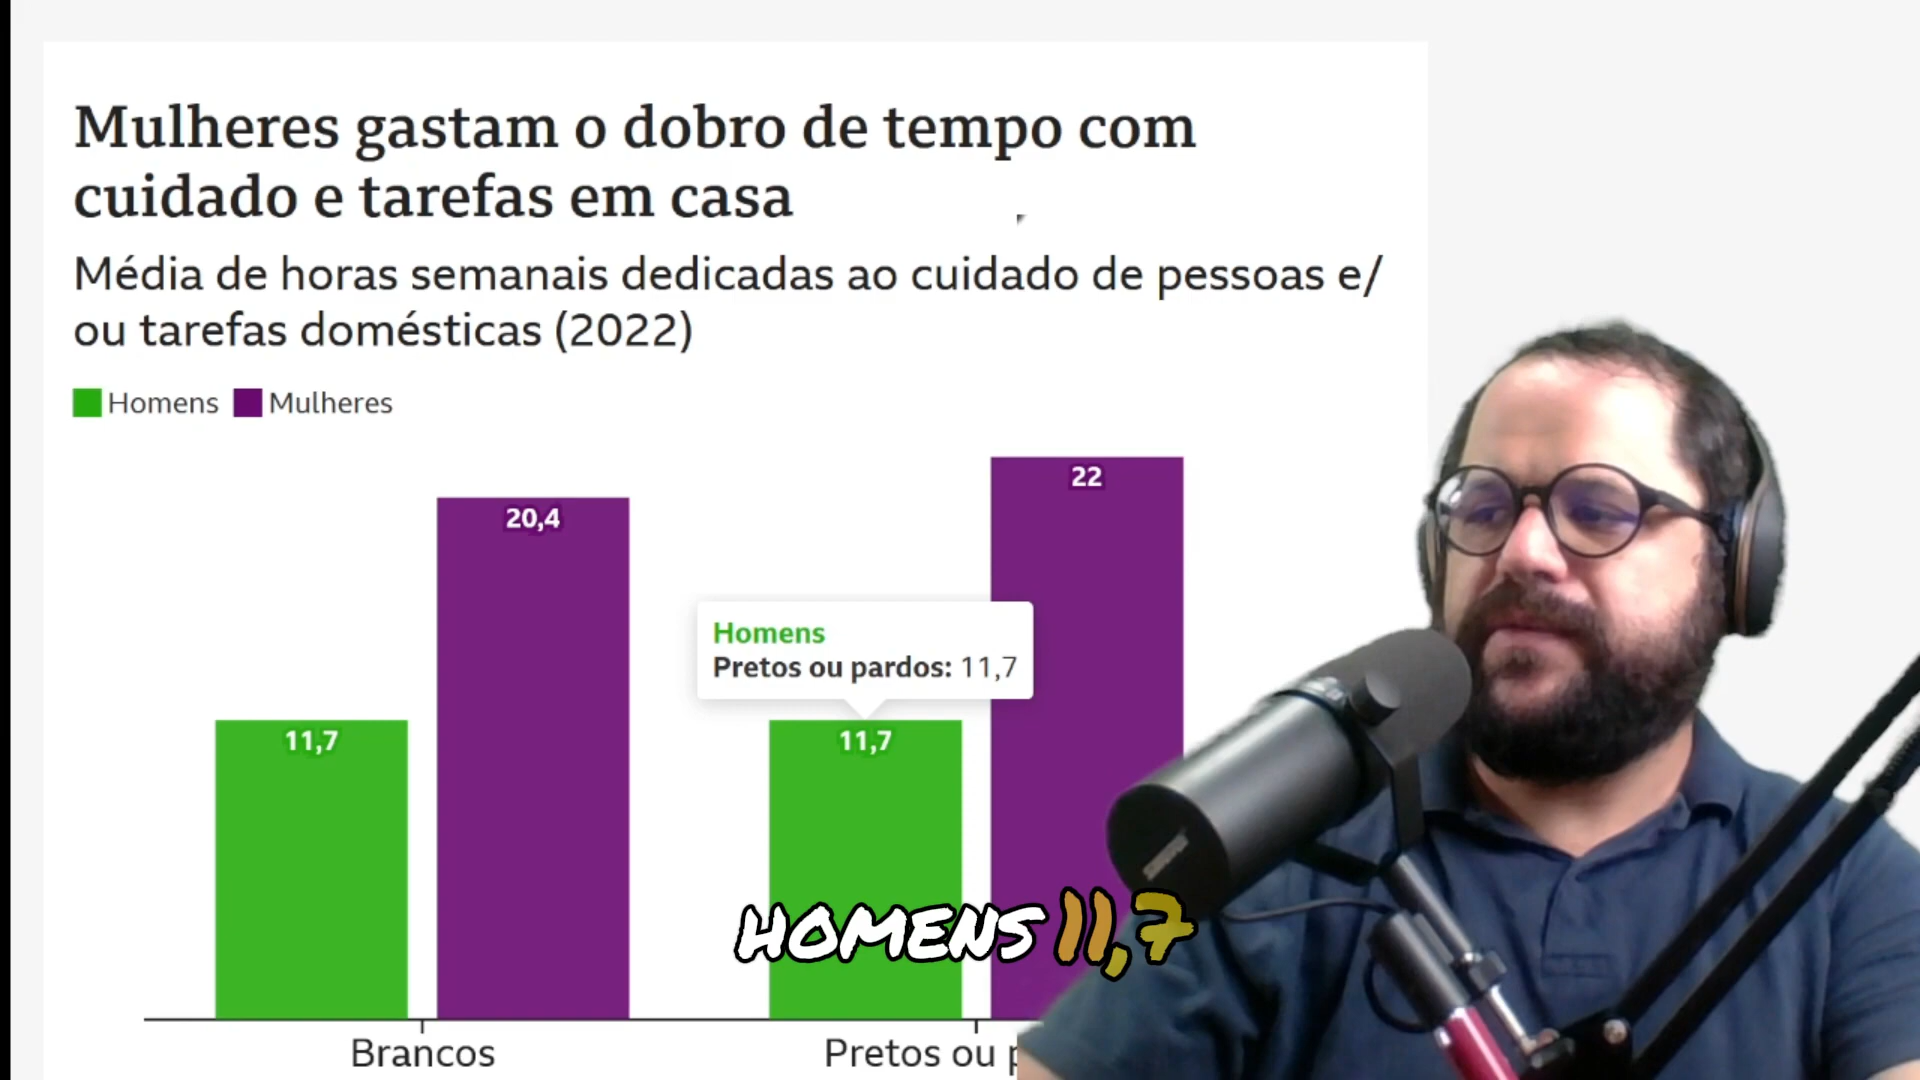 Mulheres gastam o dobro de tempo com
cuidado e tarefas em casa
Média de horas semanais dedicadas ao cuidado de pessoas e/
ou tarefas domésticas (2022)
Homens Mulheres
22
20,4
Homens
Pretos ou pardos: 11,7
11,7
11,7
HOMENS 11,7
Brancos
Pretos ou p